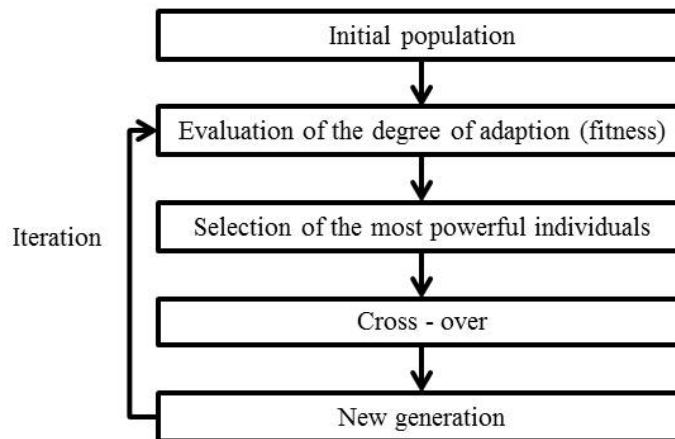 Initial population
Evaluation of the degree of adaption (fitness)
Selection of the most powerful individuals
Iteration
Cross - over
New generation